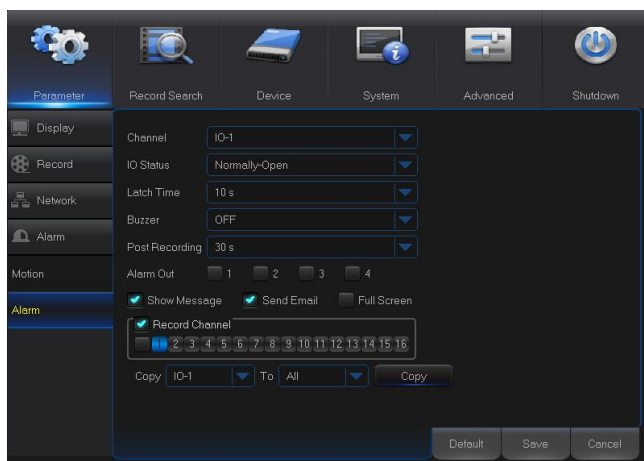 Parameter Record Search Device System Advanced Shutdown
Display
Record
Network
Alarm
Motion
Alarm
Channel IO-1
IO Status Normally-Open
Latch Time 10 s
Buzzer OFF
Post Recording 30 s
Alarm Out 1 2 3 4
Show Message Send Email Full Screen
Record Channel
1 2 3 4 5 6 7 8 9 10 11 12 13 14 15 16
Copy IO-1 To All Copy
Default Save Cancel